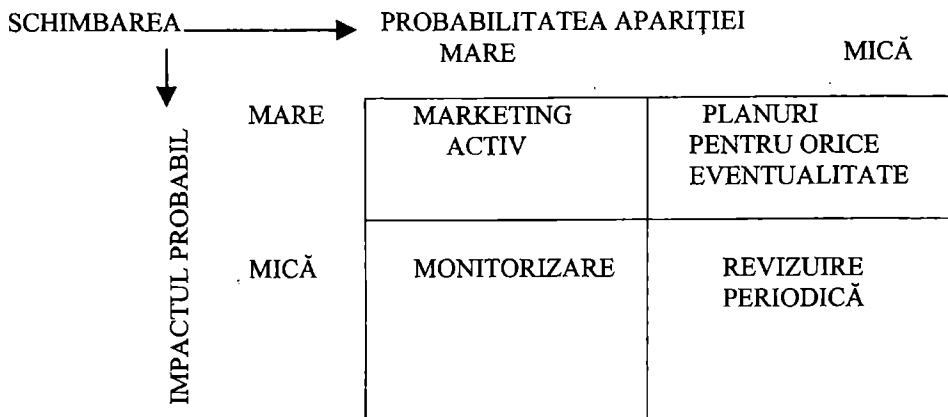 SCHIMBAREA PROBABILITATEA APARIȚIEI
MARE MICĂ
MARE MARKETING PLANURI
ACTIV PENTRU ORICE
EVENTUALITATE
IMPACTUL PROBABIL
MICĂ MONITORIZARE REVIZUIRE
PERIODICĂ